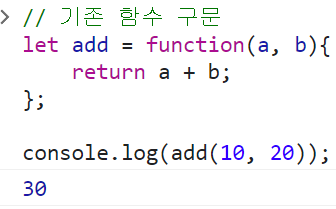 // 기존 함수 구문
let add = function(a, b){
    return a + b;
};
console.log(add(10, 20));
30